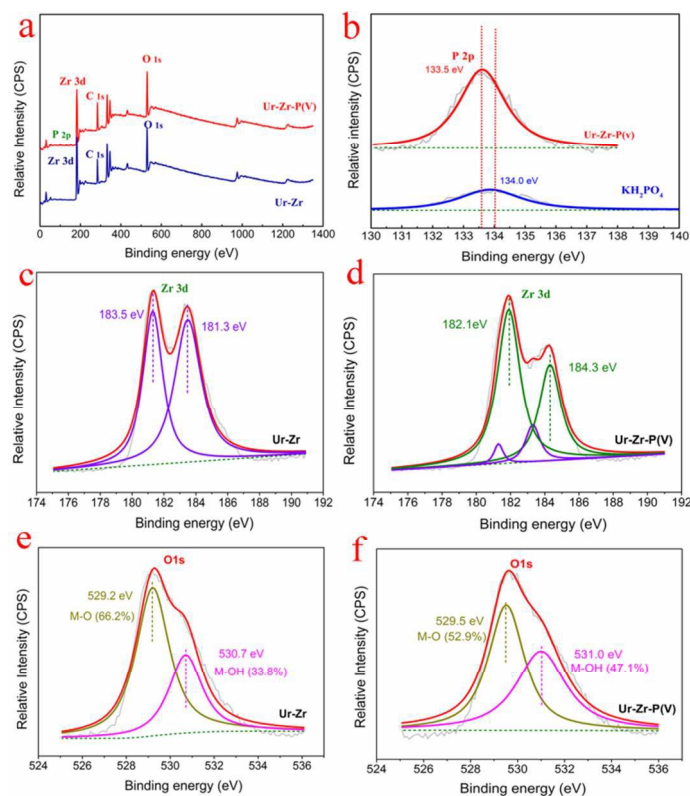 a
Relative Intensity (CPS)
O 1s
Zr 3d
C 1s
Ur-Zr-P(V)
P 2p
O 1s
Zr 3d
C 1s
Ur-Zr
0 200 400 600 800 1000 1200 1400
Binding energy (eV)
b
Relative Intensity (CPS)
P 2p
133.5 eV
Ur-Zr-P(v)
134.0 eV
KH₂PO₄
130 131 132 133 134 135 136 137 138 139 140
Binding energy (eV)
c
Relative Intensity (CPS)
Zr 3d
183.5 eV
181.3 eV
Ur-Zr
174 176 178 180 182 184 186 188 190 192
Binding energy (eV)
d
Relative Intensity (CPS)
Zr 3d
182.1eV
184.3 eV
Ur-Zr-P(V)
174 176 178 180 182 184 186 188 190 192
Binding energy (eV)
e
Relative Intensity (CPS)
O1s
529.2 eV
M-O (66.2%)
530.7 eV
M-OH (33.8%)
Ur-Zr
524 526 528 530 532 534 536
Binding energy (eV)
f
Relative Intensity (CPS)
O1s
529.5 eV
M-O (52.9%)
531.0 eV
M-OH (47.1%)
Ur-Zr-P(V)
524 526 528 530 532 534 536
Binding energy (eV)